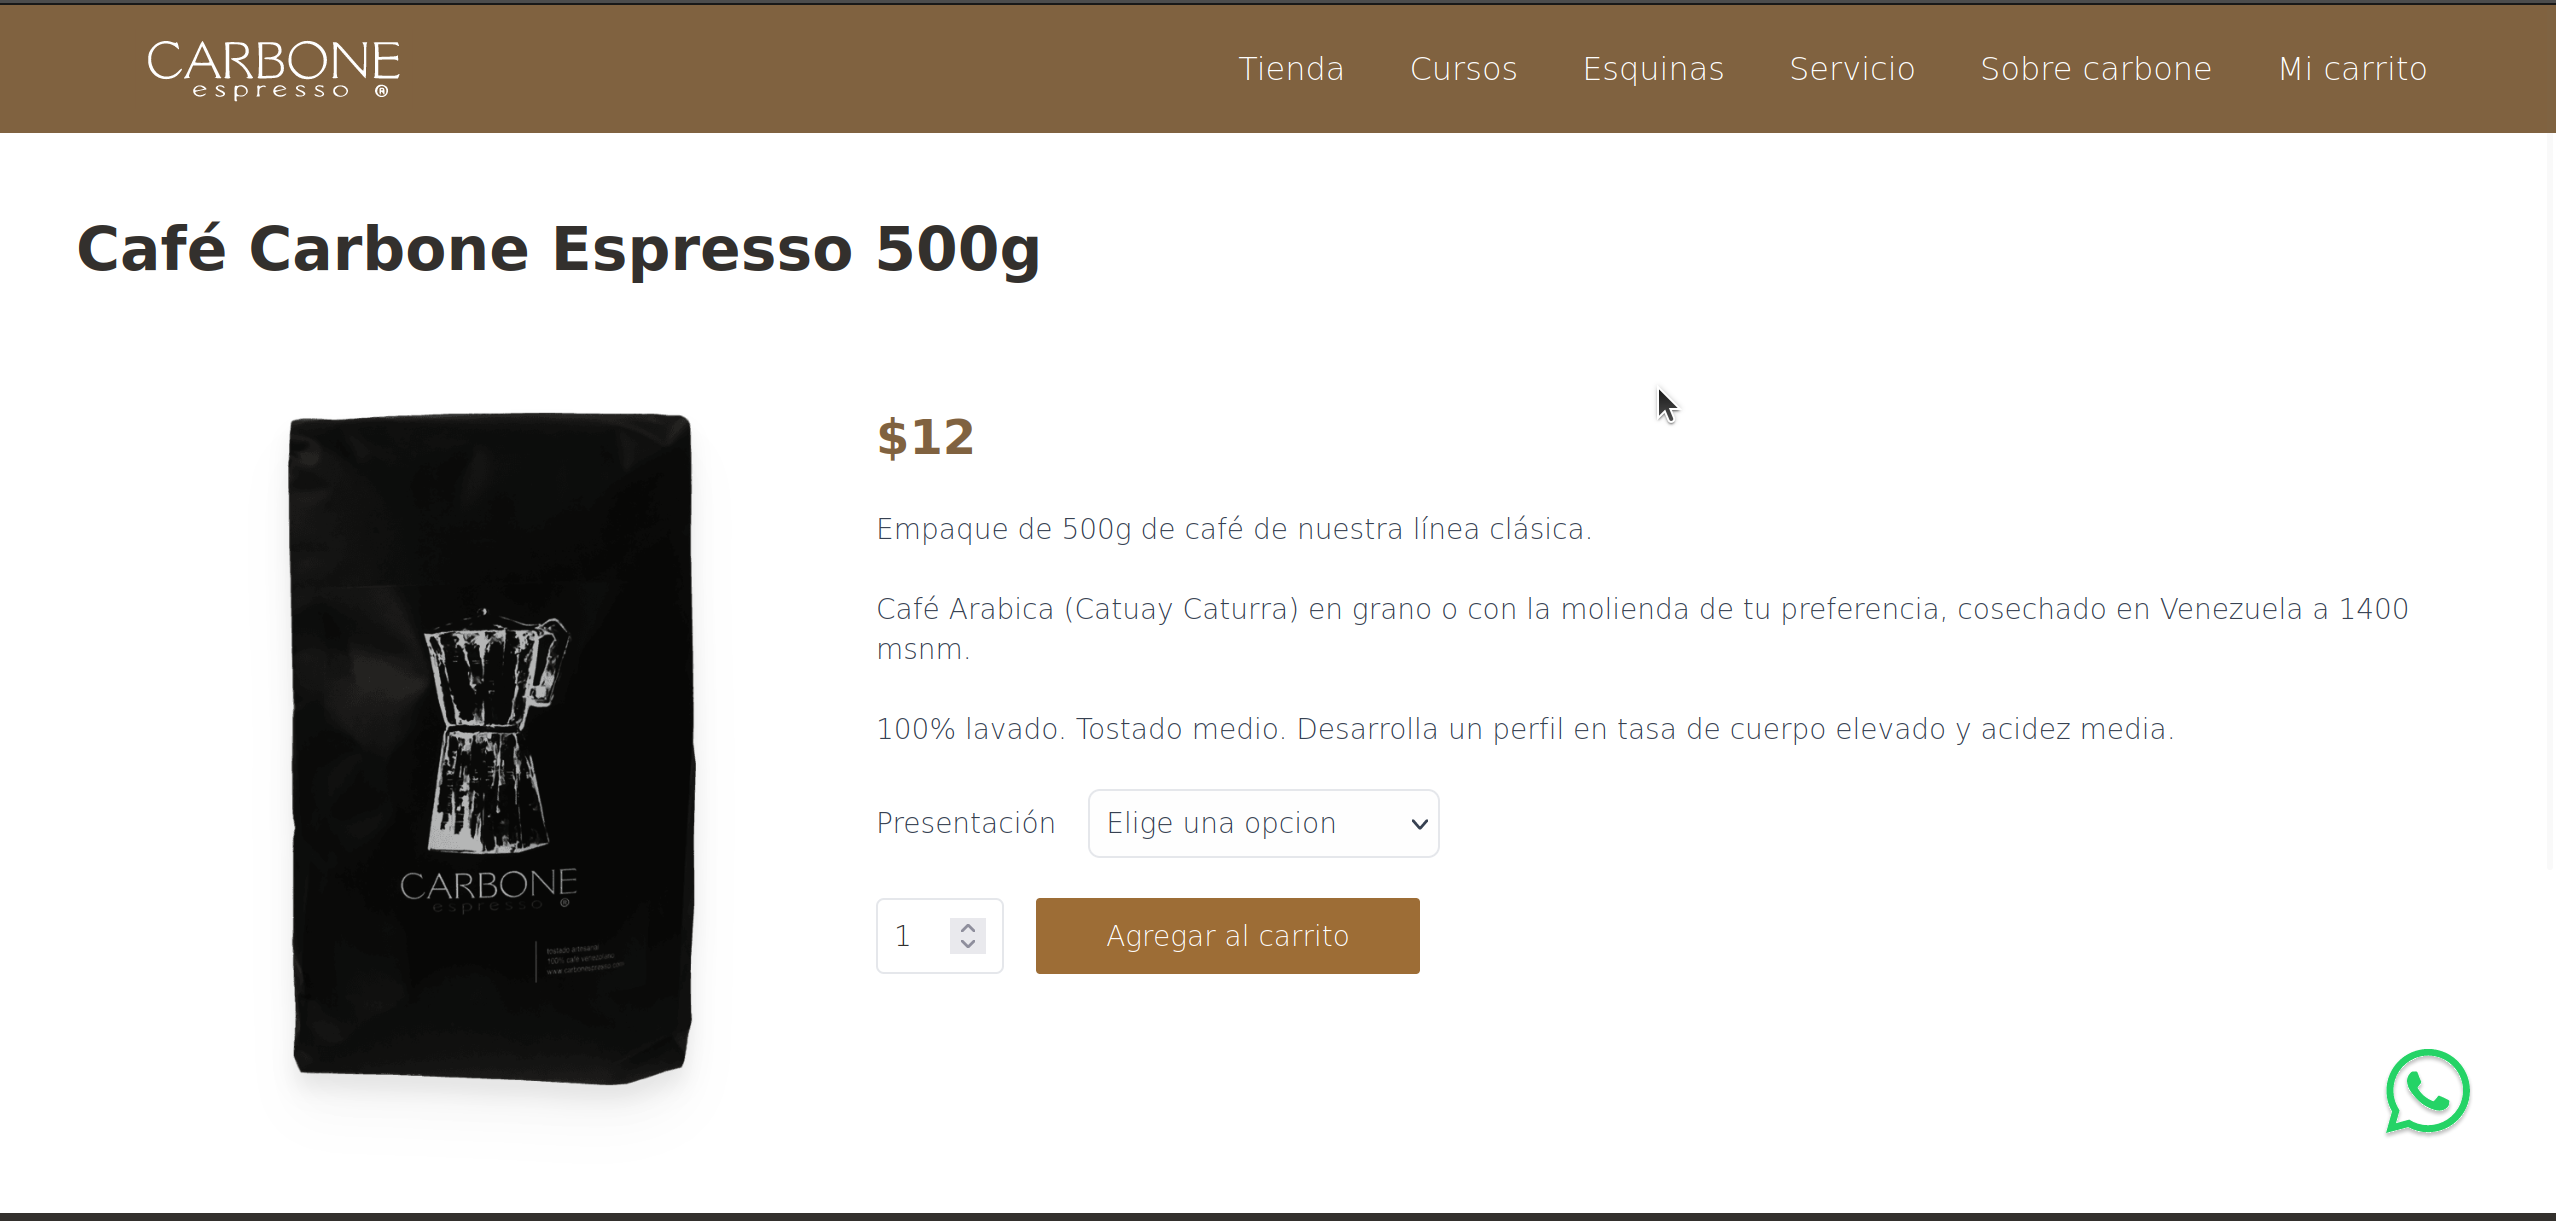 CARBONE
espresso ®
Tienda Cursos Esquinas Servicio Sobre carbone Mi carrito
Café Carbone Espresso 500g
$12
Empaque de 500g de café de nuestra línea clásica.
Café Arabica (Catuay Caturra) en grano o con la molienda de tu preferencia, cosechado en Venezuela a 1400
msnm.
100% lavado. Tostado medio. Desarrolla un perfil en tasa de cuerpo elevado y acidez media.
Presentación Elige una opcion
1 Agregar al carrito
CARBONE
espresso ®
tostado artesanal
100% café venezolano
www.carboneespresso.com